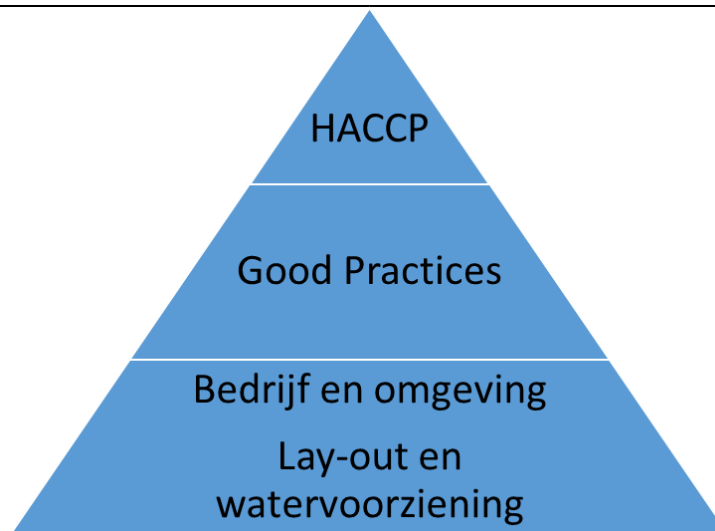 HACCP
Good Practices
Bedrijf en omgeving
Lay-out en
watervoorziening